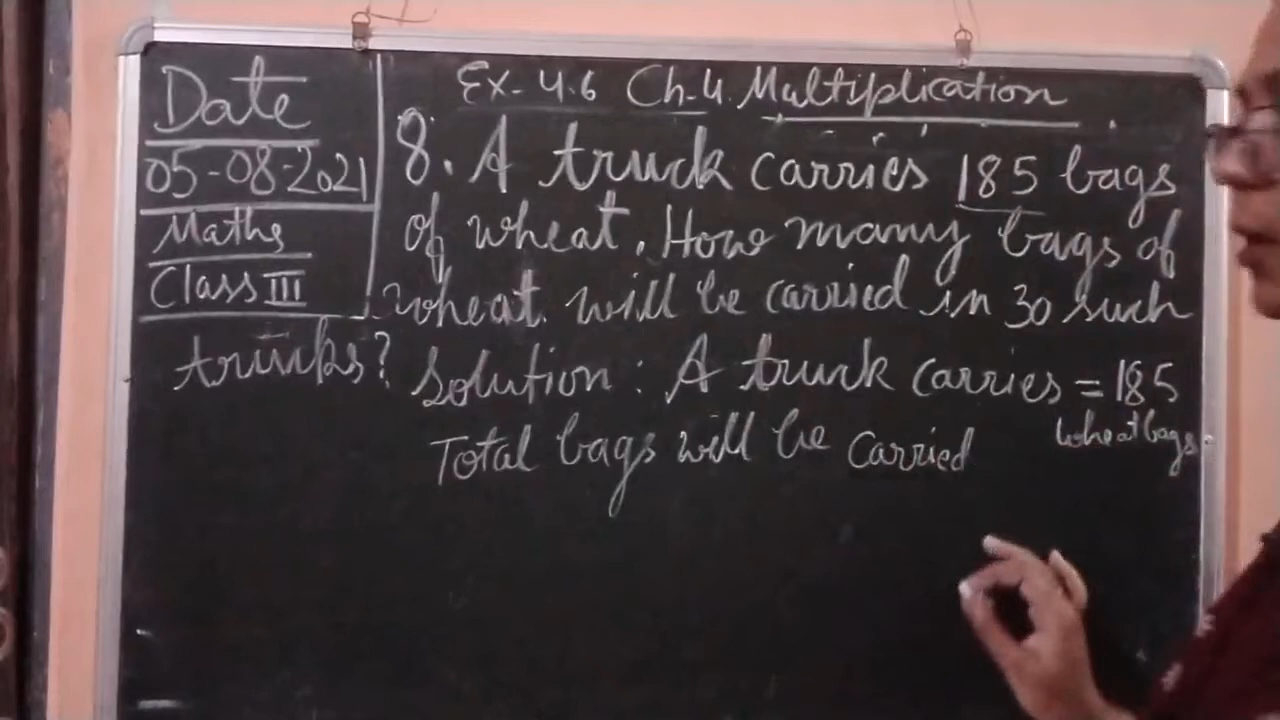 Date
05-08-2021
Maths
Class III
Ex- 4.6 Ch-4. Multiplication
8. A truck carries 185 bags
of wheat. How many bags of
wheat will be carried in 30 such
trucks?
Solution : A truck carries = 185
wheat bags
Total bags will be carried